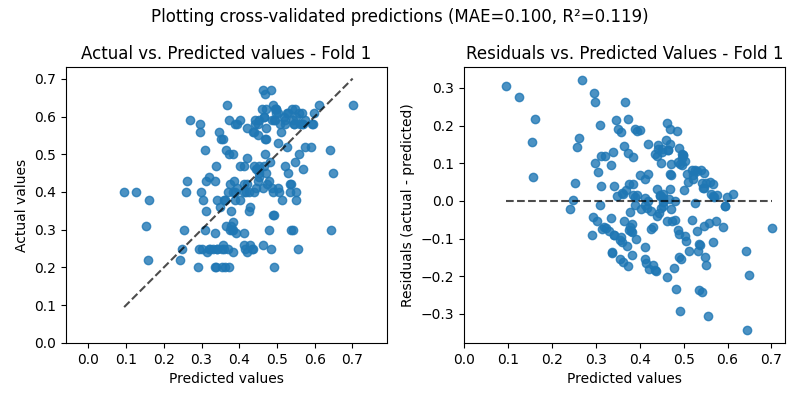 Plotting cross-validated predictions (MAE=0.100, R²=0.119)
Actual vs. Predicted values - Fold 1
Actual values
0.7
0.6
0.5
0.4
0.3
0.2
0.1
0.0
0.0 0.1 0.2 0.3 0.4 0.5 0.6 0.7
Predicted values
Residuals vs. Predicted Values - Fold 1
Residuals (actual - predicted)
0.3
0.2
0.1
0.0
−0.1
−0.2
−0.3
0.0 0.1 0.2 0.3 0.4 0.5 0.6 0.7
Predicted values